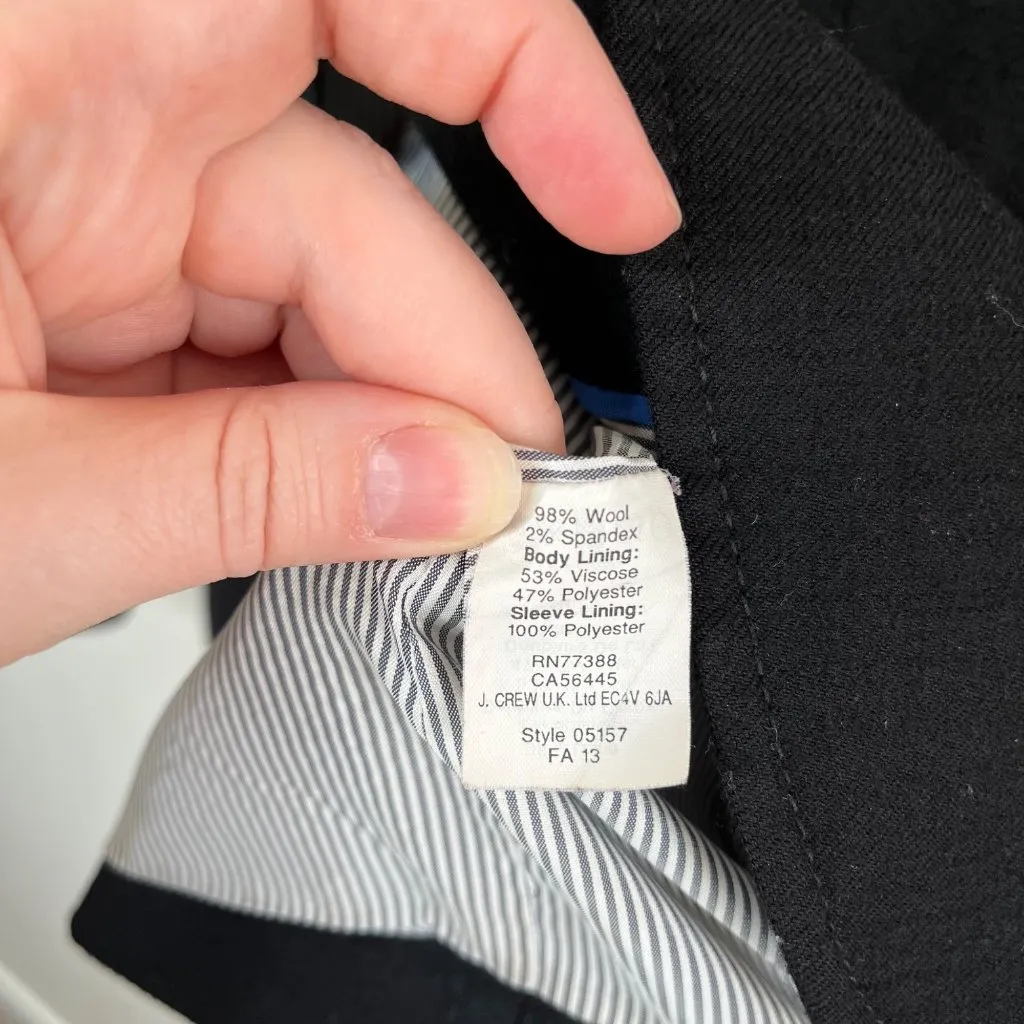 98% Wool
2% Spandex
Body Lining:
53% Viscose
47% Polyester
Sleeve Lining:
100% Polyester
RN77388
CA56445
J. CREW U.K. Ltd EC4V 6JA
Style 05157
FA 13